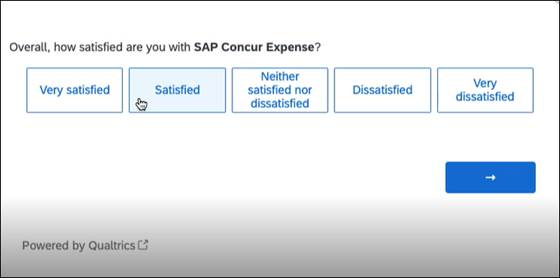 Overall, how satisfied are you with SAP Concur Expense?
Very satisfied
Satisfied
Neither
satisfied nor
dissatisfied
Dissatisfied
Very
dissatisfied
→
Powered by Qualtrics